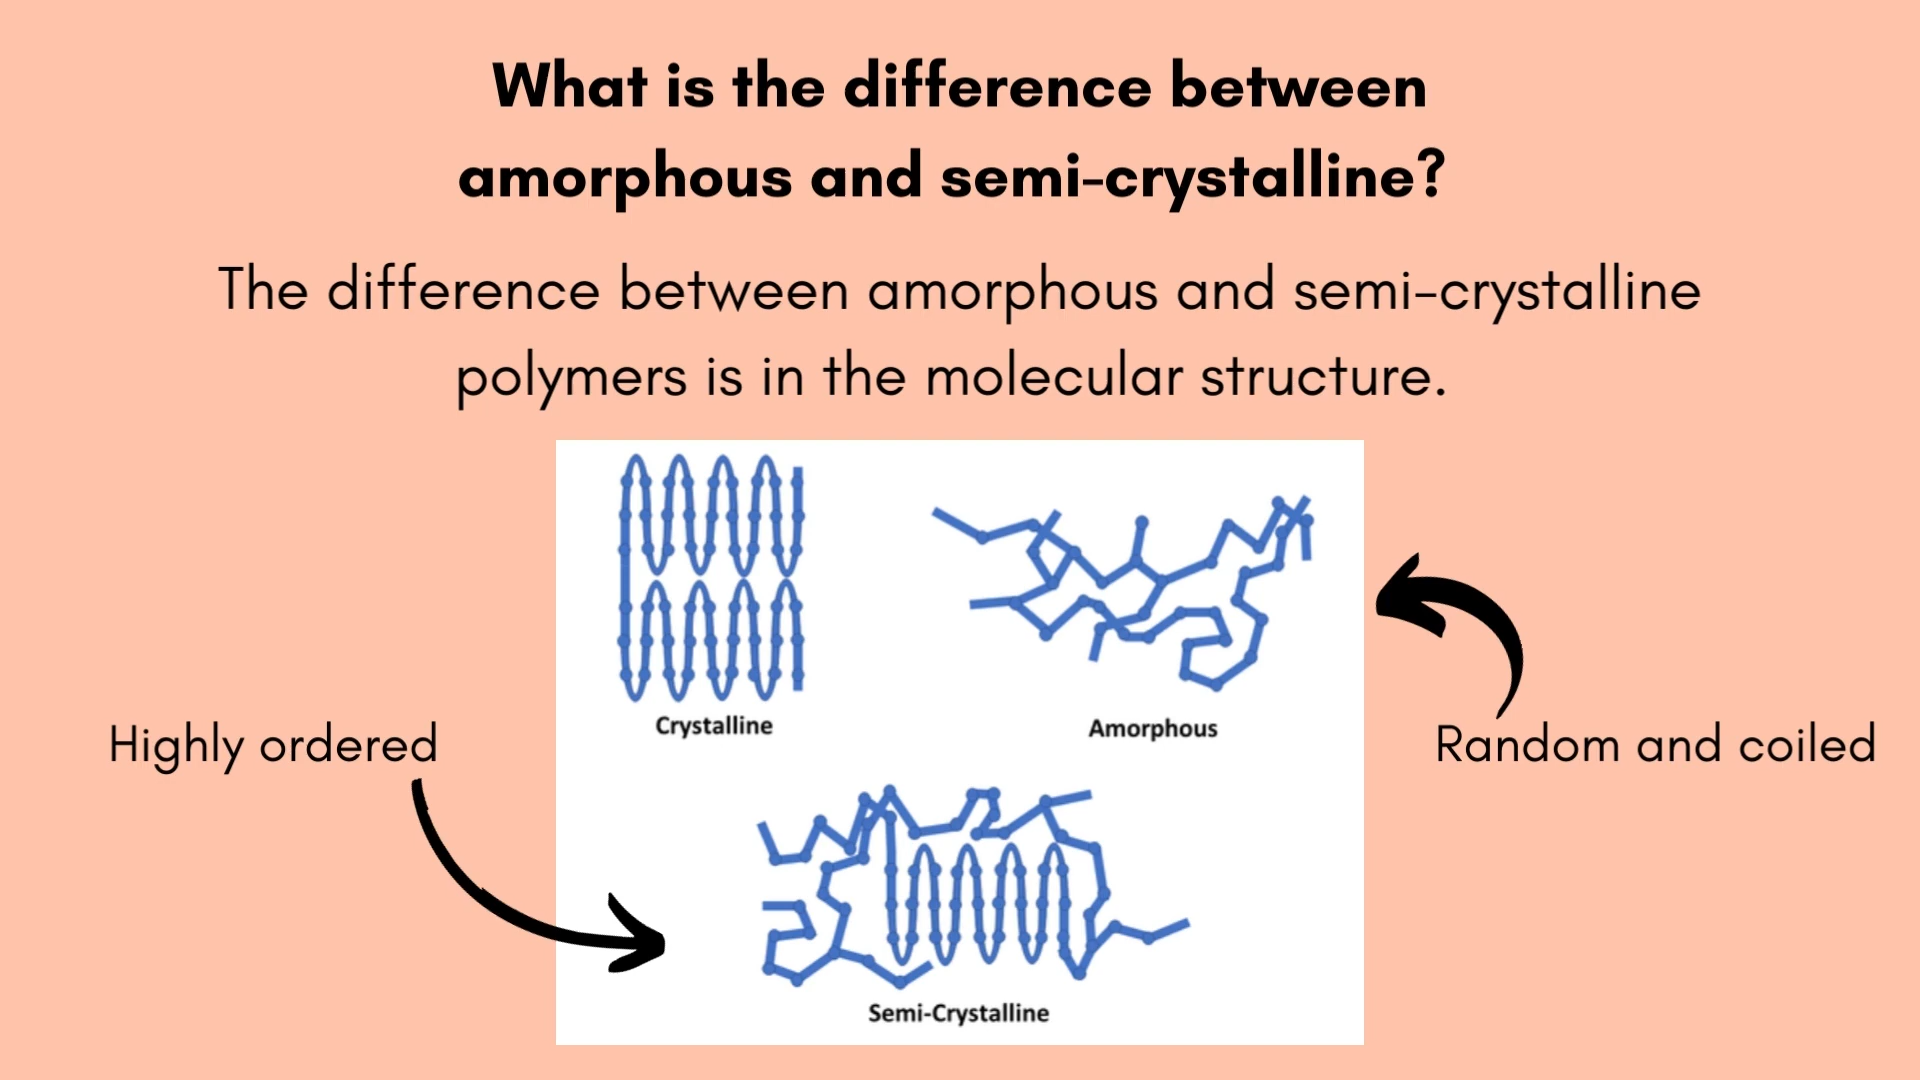 What is the difference between
amorphous and semi-crystalline?
The difference between amorphous and semi-crystalline
polymers is in the molecular structure.
Crystalline
Amorphous
Highly ordered
Random and coiled
Semi-Crystalline